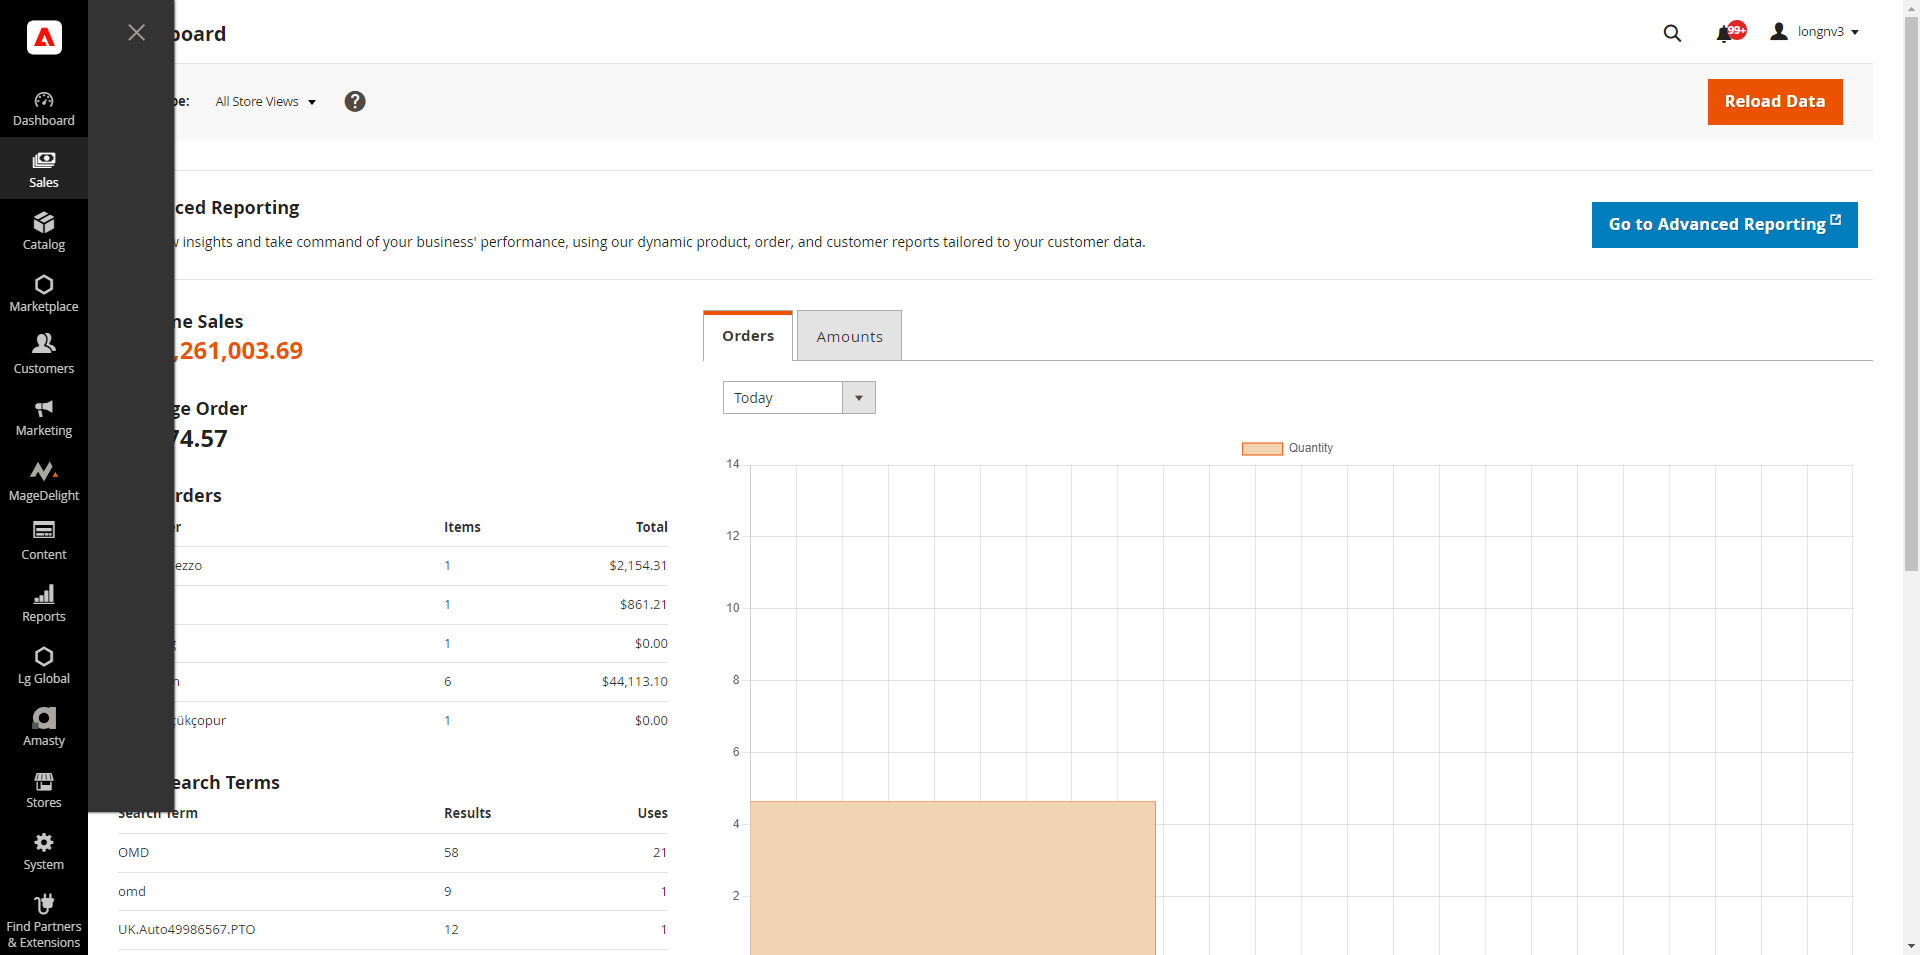 board
longnv3
99+
pe:
All Store Views
?
Reload Data
Dashboard
Sales
Catalog
Marketplace
Customers
Marketing
MageDelight
Content
Reports
Lg Global
Amasty
Stores
System
Find Partners
& Extensions
ced Reporting
insights and take command of your business' performance, using our dynamic product, order, and customer reports tailored to your customer data.
Go to Advanced Reporting
me Sales
,261,003.69
ge Order
74.57
rders
er Items Total
ezzo 1 $2,154.31
1 $861.21
g 1 $0.00
n 6 $44,113.10
çükçopur 1 $0.00
earch Terms
Search Term Results Uses
OMD 58 21
omd 9 1
UK.Auto49986567.PTO 12 1
Orders
Amounts
Today
Quantity
14
12
10
8
6
4
2